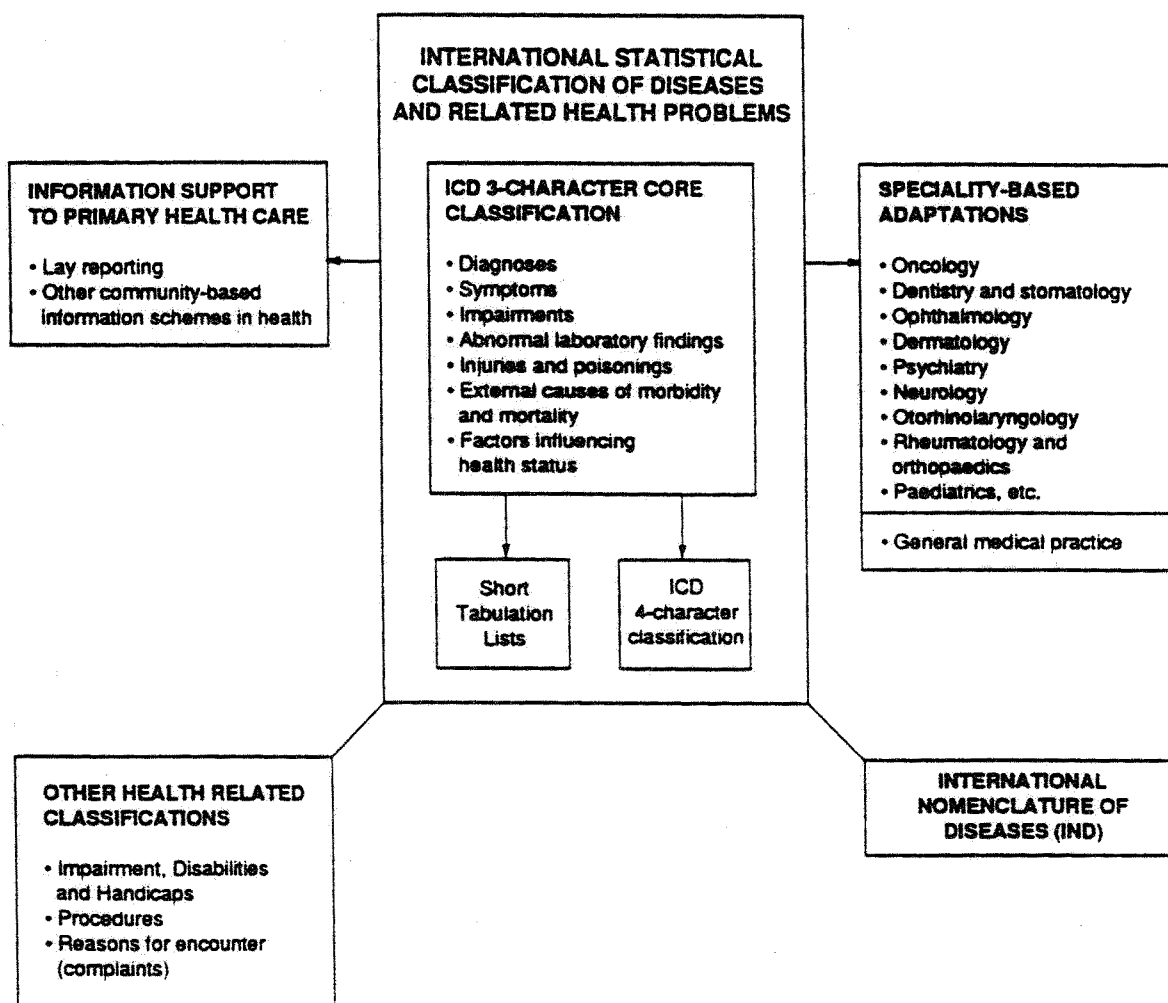 INTERNATIONAL STATISTICAL
CLASSIFICATION OF DISEASES
AND RELATED HEALTH PROBLEMS
INFORMATION SUPPORT
TO PRIMARY HEALTH CARE
• Lay reporting
• Other community-based
information schemes in health
ICD 3-CHARACTER CORE
CLASSIFICATION
• Diagnoses
• Symptoms
• Impairments
• Abnormal laboratory findings
• Injuries and poisonings
• External causes of morbidity
and mortality
• Factors influencing
health status
SPECIALITY-BASED
ADAPTATIONS
• Oncology
• Dentistry and stomatology
• Ophthalmology
• Dermatology
• Psychiatry
• Neurology
• Otorhinolaryngology
• Rheumatology and
orthopaedics
• Paediatrics, etc.
• General medical practice
Short
Tabulation
Lists
ICD
4-character
classification
OTHER HEALTH RELATED
CLASSIFICATIONS
• Impairment, Disabilities
and Handicaps
• Procedures
• Reasons for encounter
(complaints)
INTERNATIONAL
NOMENCLATURE OF
DISEASES (IND)